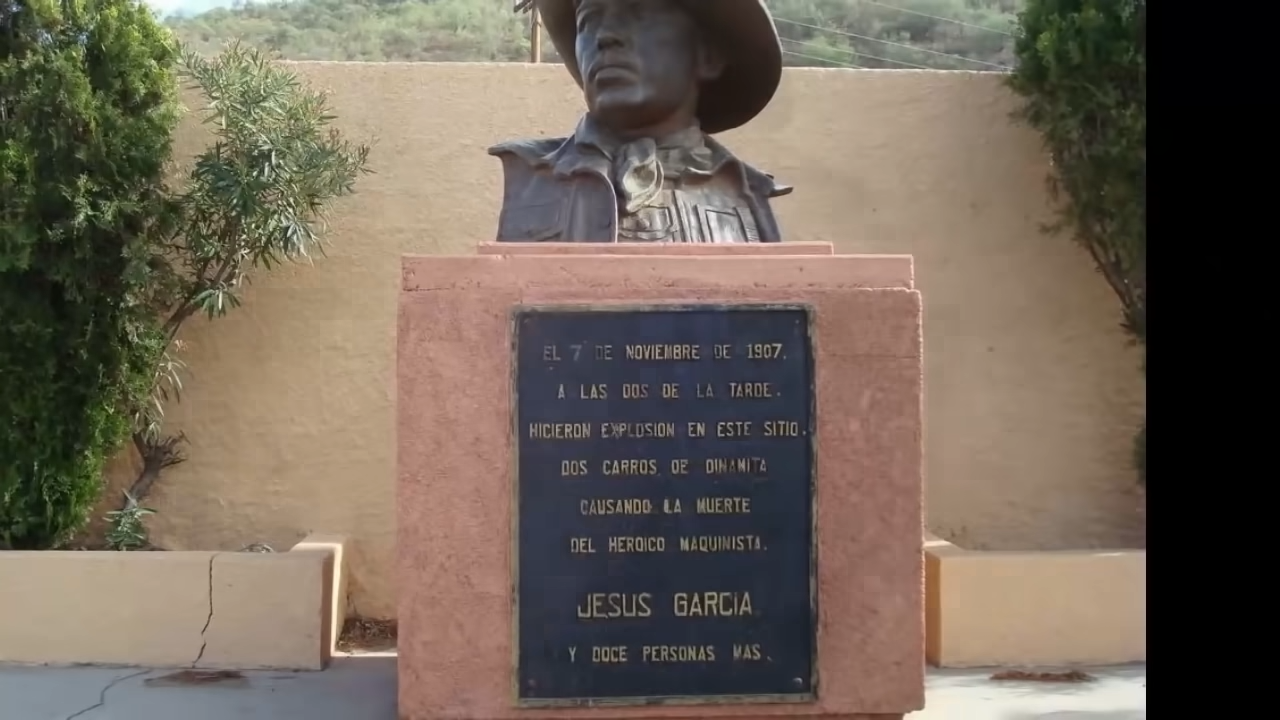 EL 7 DE NOVIEMBRE DE 1907,
A LAS DOS DE LA TARDE.
HICIERON EXPLOSION EN ESTE SITIO.
DOS CARROS DE DINAMITA
CAUSANDO LA MUERTE
DEL HEROICO MAQUINISTA.
JESUS GARCIA
Y DOCE PERSONAS MAS.